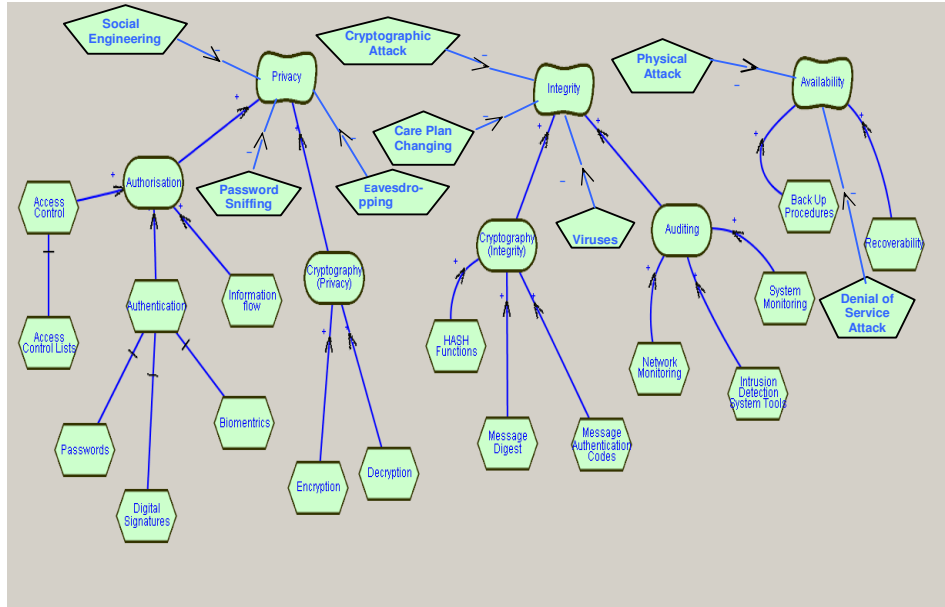 Social
Engineering
Privacy
Cryptographic
Attack
Integrity
Physical
Attack
Availability
Care Plan
Changing
Authorisation
Password
Sniffing
Eavesdro-
pping
Access
Control
Cryptography
(Privacy)
Cryptography
(Integrity)
Viruses
Auditing
Back Up
Procedures
Recoverability
Authentication
Information
flow
System
Monitoring
Denial of
Service
Attack
Access
Control Lists
HASH
Functions
Network
Monitoring
Intrusion
Detection
System Tools
Passwords
Biomentrics
Message
Digest
Message
Authentication
Codes
Encryption
Decryption
Digital
Signatures